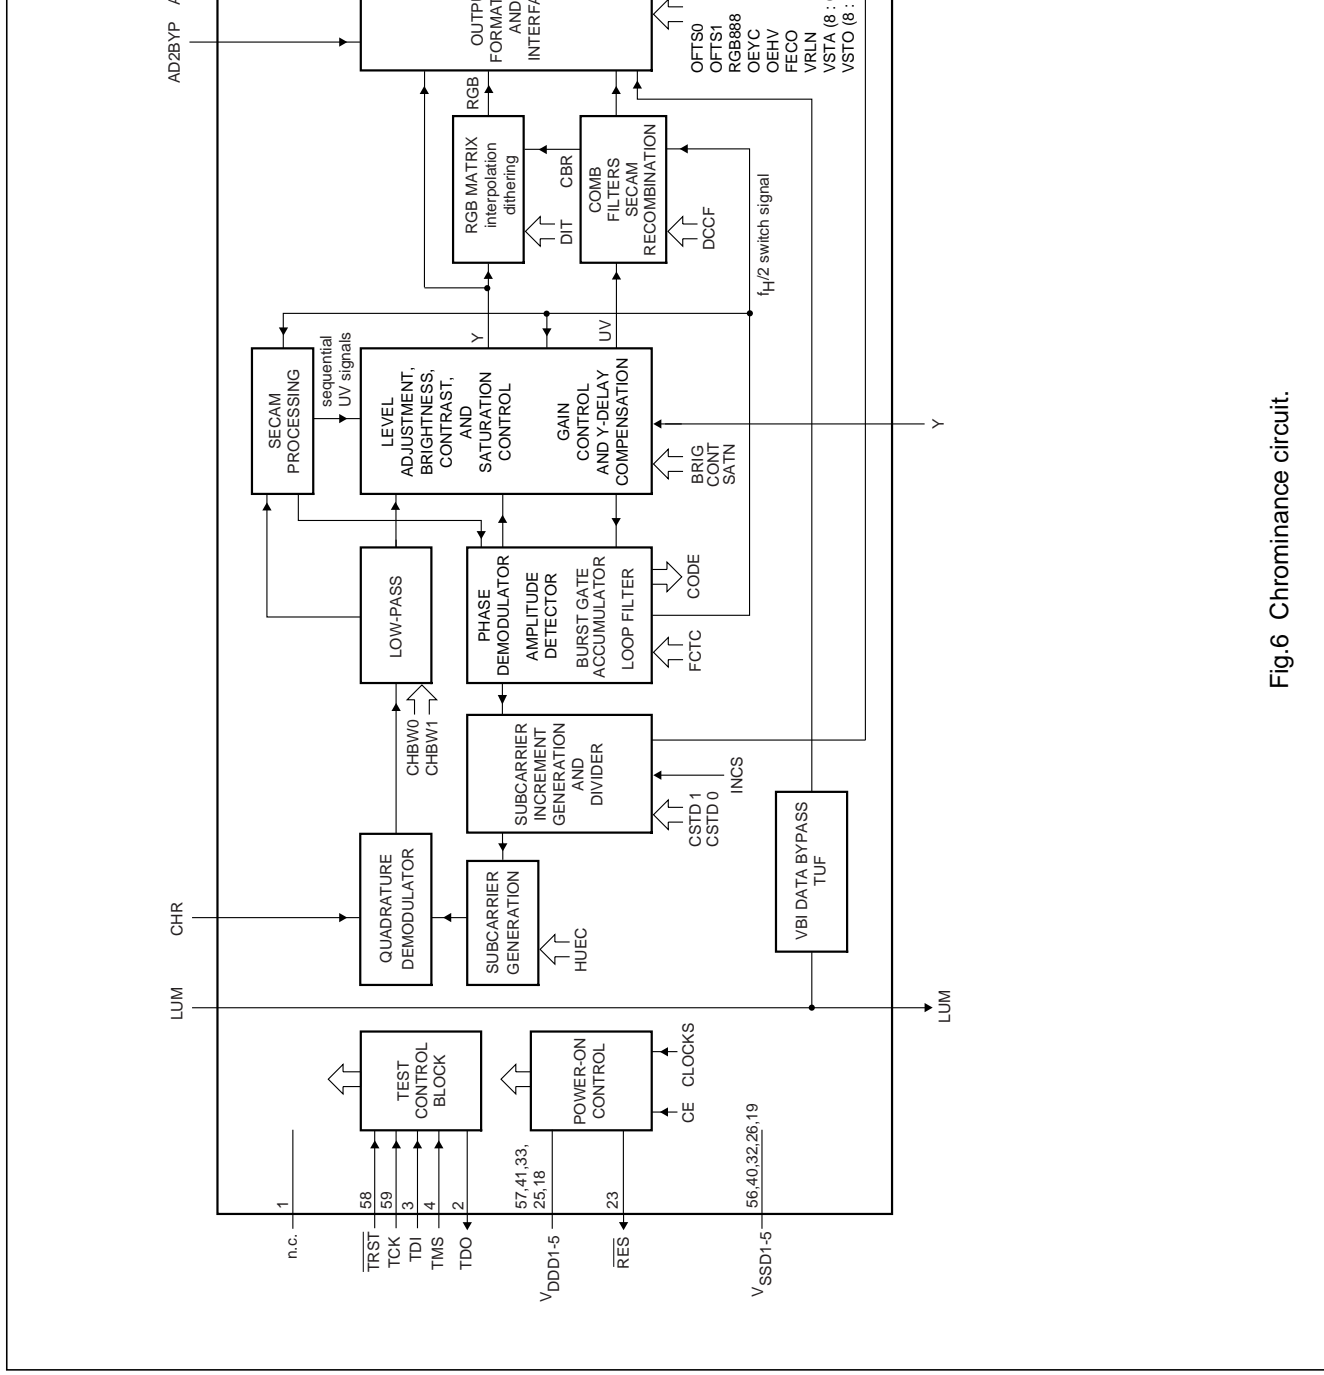 n.c.
1
TRST
58
TCK
59
TDI
3
TMS
4
TDO
2
VDDD1-5
57,41,33,
25,18
RES
23
VSSD1-5
56,40,32,26,19
TEST
CONTROL
BLOCK
POWER-ON
CONTROL
CE
CLOCKS
LUM
LUM
CHR
QUADRATURE
DEMODULATOR
SUBCARRIER
GENERATION
HUEC
VBI DATA BYPASS
TUF
SUBCARRIER
INCREMENT
GENERATION
AND
DIVIDER
CSTD 1
CSTD 0
INCS
CHBW0
CHBW1
LOW-PASS
PHASE
DEMODULATOR
AMPLITUDE
DETECTOR
BURST GATE
ACCUMULATOR
LOOP FILTER
FCTC
CODE
SECAM
PROCESSING
sequential
UV signals
LEVEL
ADJUSTMENT,
BRIGHTNESS,
CONTRAST,
AND
SATURATION
CONTROL
GAIN
CONTROL
AND Y-DELAY
COMPENSATION
BRIG
CONT
SATN
Y
Y
UV
fH/2 switch signal
RGB MATRIX
interpolation
dithering
DIT
CBR
COMB
FILTERS
SECAM
RECOMBINATION
DCCF
RGB
AD2BYP
OUTP
FORMAT
AND
INTERFA
OFTS0
OFTS1
RGB888
OEYC
OEHV
FECO
VRLN
VSTA (8 :
VSTO (8 :
Fig.6 Chrominance circuit.